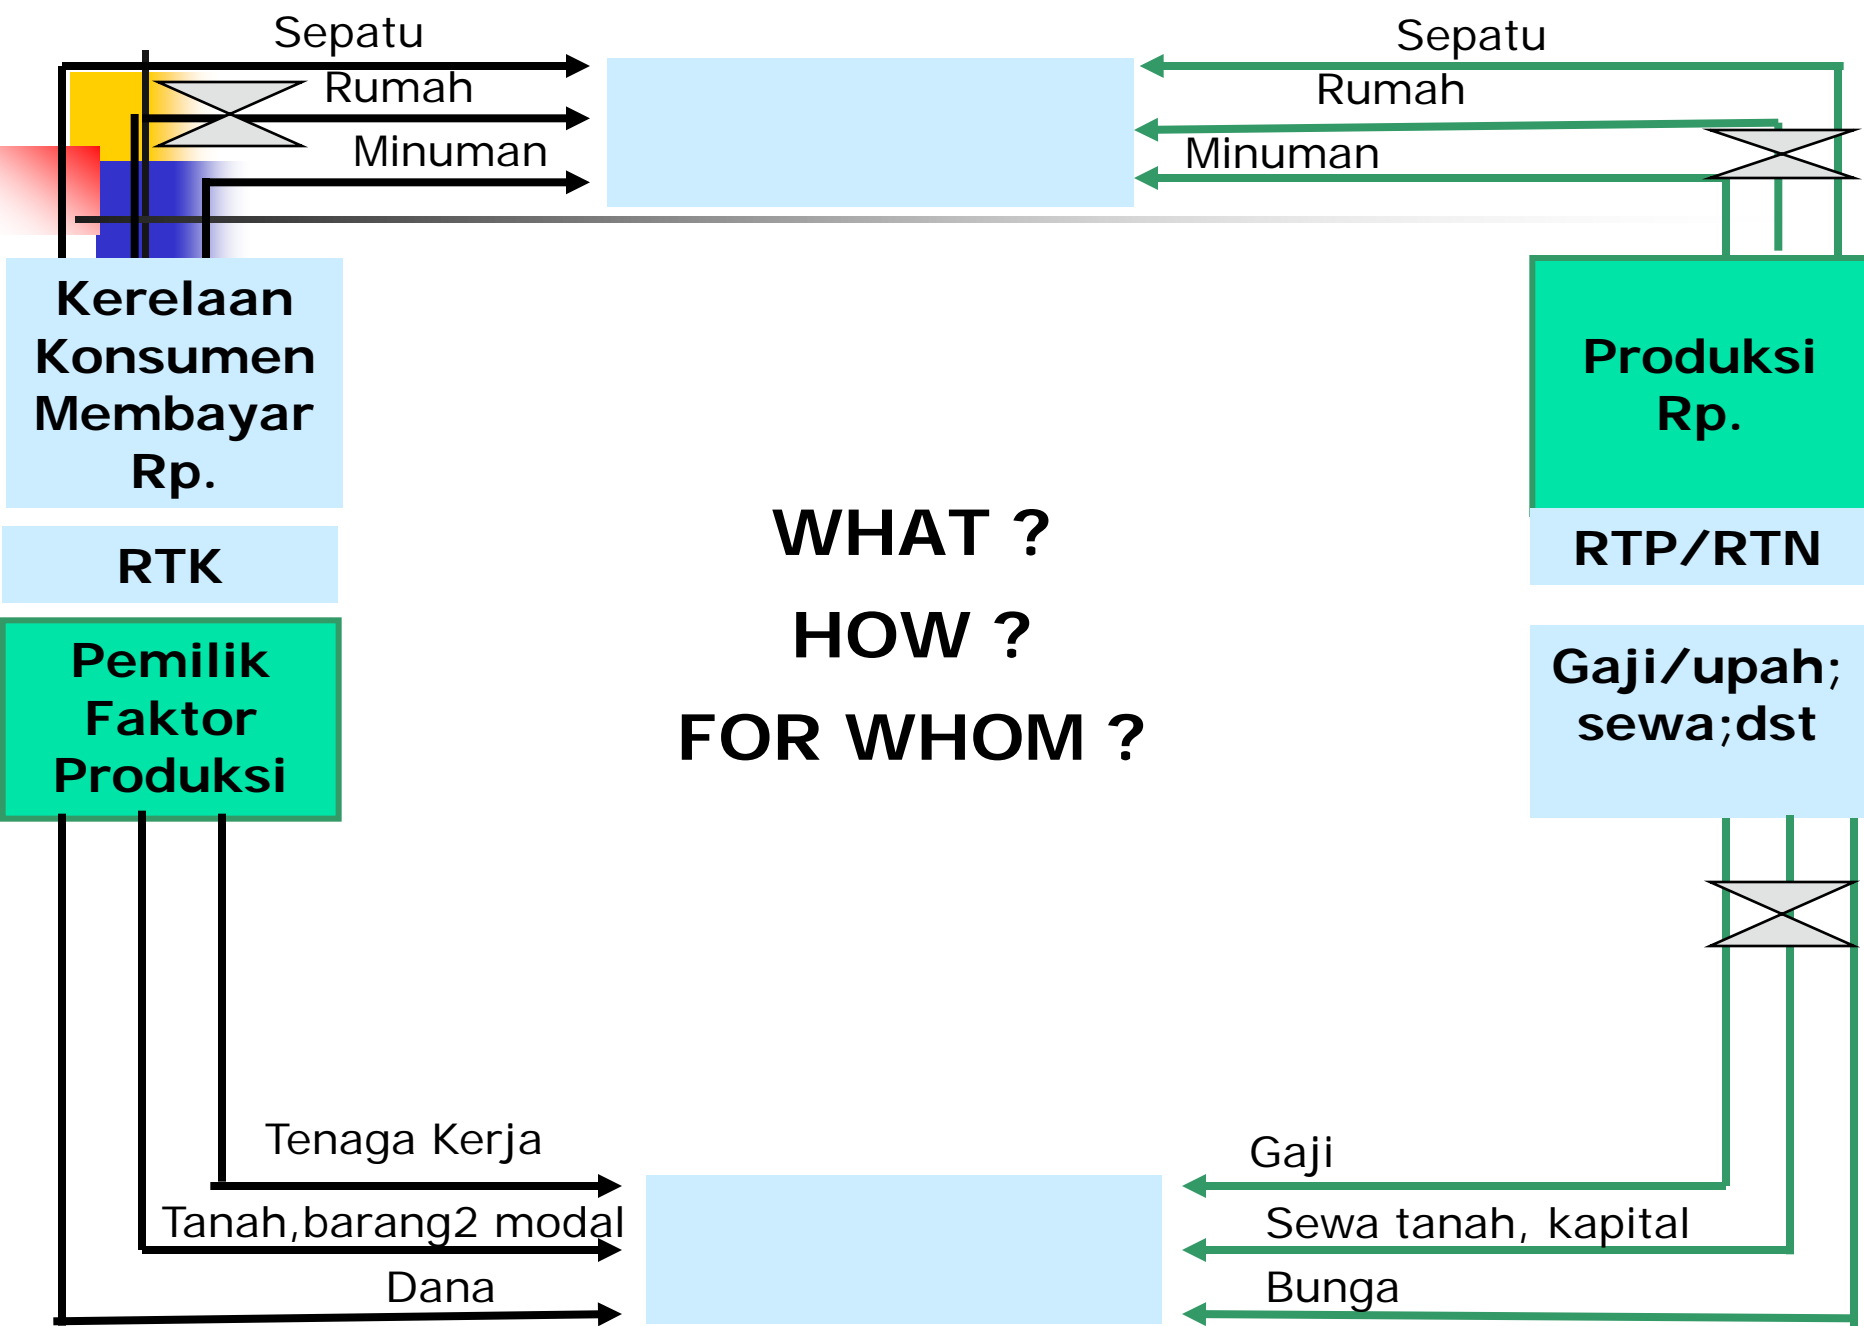 Sepatu
Rumah
Minuman
Sepatu
Rumah
Minuman
Kerelaan
Konsumen
Membayar
Rp.
RTK
Pemilik
Faktor
Produksi
WHAT ?
HOW ?
FOR WHOM ?
Produksi
Rp.
RTP/RTN
Gaji/upah;
sewa;dst
Tenaga Kerja
Tanah,barang2 modal
Dana
Gaji
Sewa tanah, kapital
Bunga